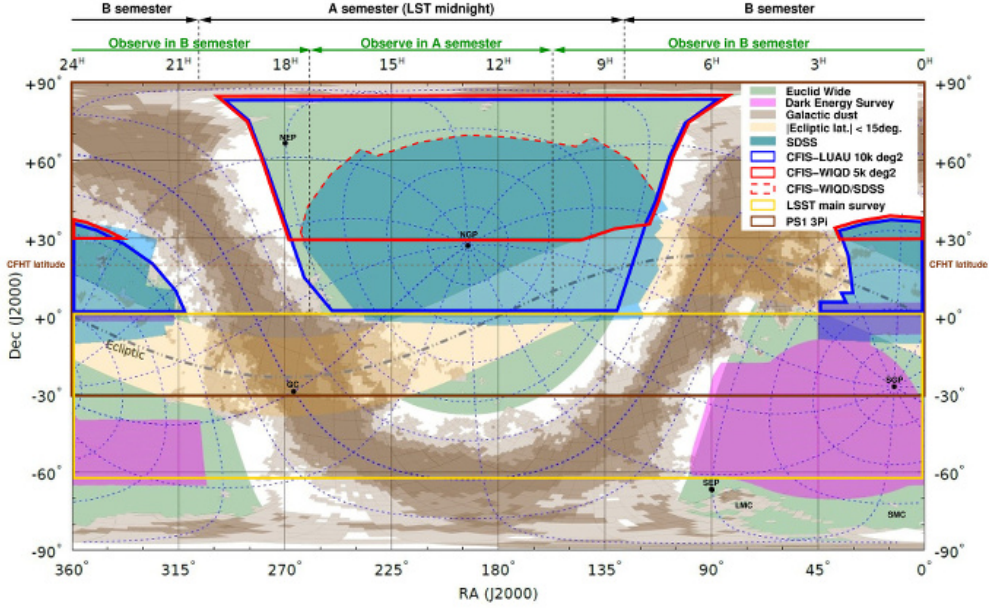 B semester
A semester (LST midnight)
B semester
Observe in B semester
Observe in A semester
Observe in B semester
24H 21H 18H 15H 12H 9H 6H 3H 0H
+90° +90°
Euclid Wide
Dark Energy Survey
Galactic dust
|Ecliptic lat.| < 15deg.
SDSS
CFIS-LUAU 10k deg2
CFIS-WIQD 5k deg2
CFIS-WIQD/SDSS
LSST main survey
PS1 3Pi
NEP
+60° +60°
NGP
+30° +30°
CFHT latitude CFHT latitude
+0° +0°
Dec (J2000)
Ecliptic
GC
SGP
-30° -30°
-60° -60°
SEP
LMC
SMC
-90° -90°
360° 315° 270° 225° 180° 135° 90° 45° 0°
RA (J2000)